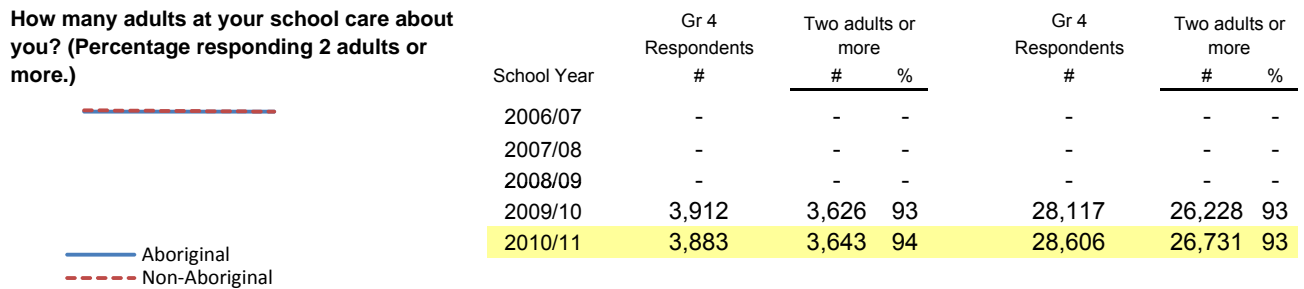 How many adults at your school care about
you? (Percentage responding 2 adults or
more.)
Aboriginal
Non-Aboriginal
Gr 4 Two adults or Gr 4 Two adults or
Respondents more Respondents more
School Year # # % # # %
2006/07 - - - - - -
2007/08 - - - - - -
2008/09 - - - - - -
2009/10 3,912 3,626 93 28,117 26,228 93
2010/11 3,883 3,643 94 28,606 26,731 93